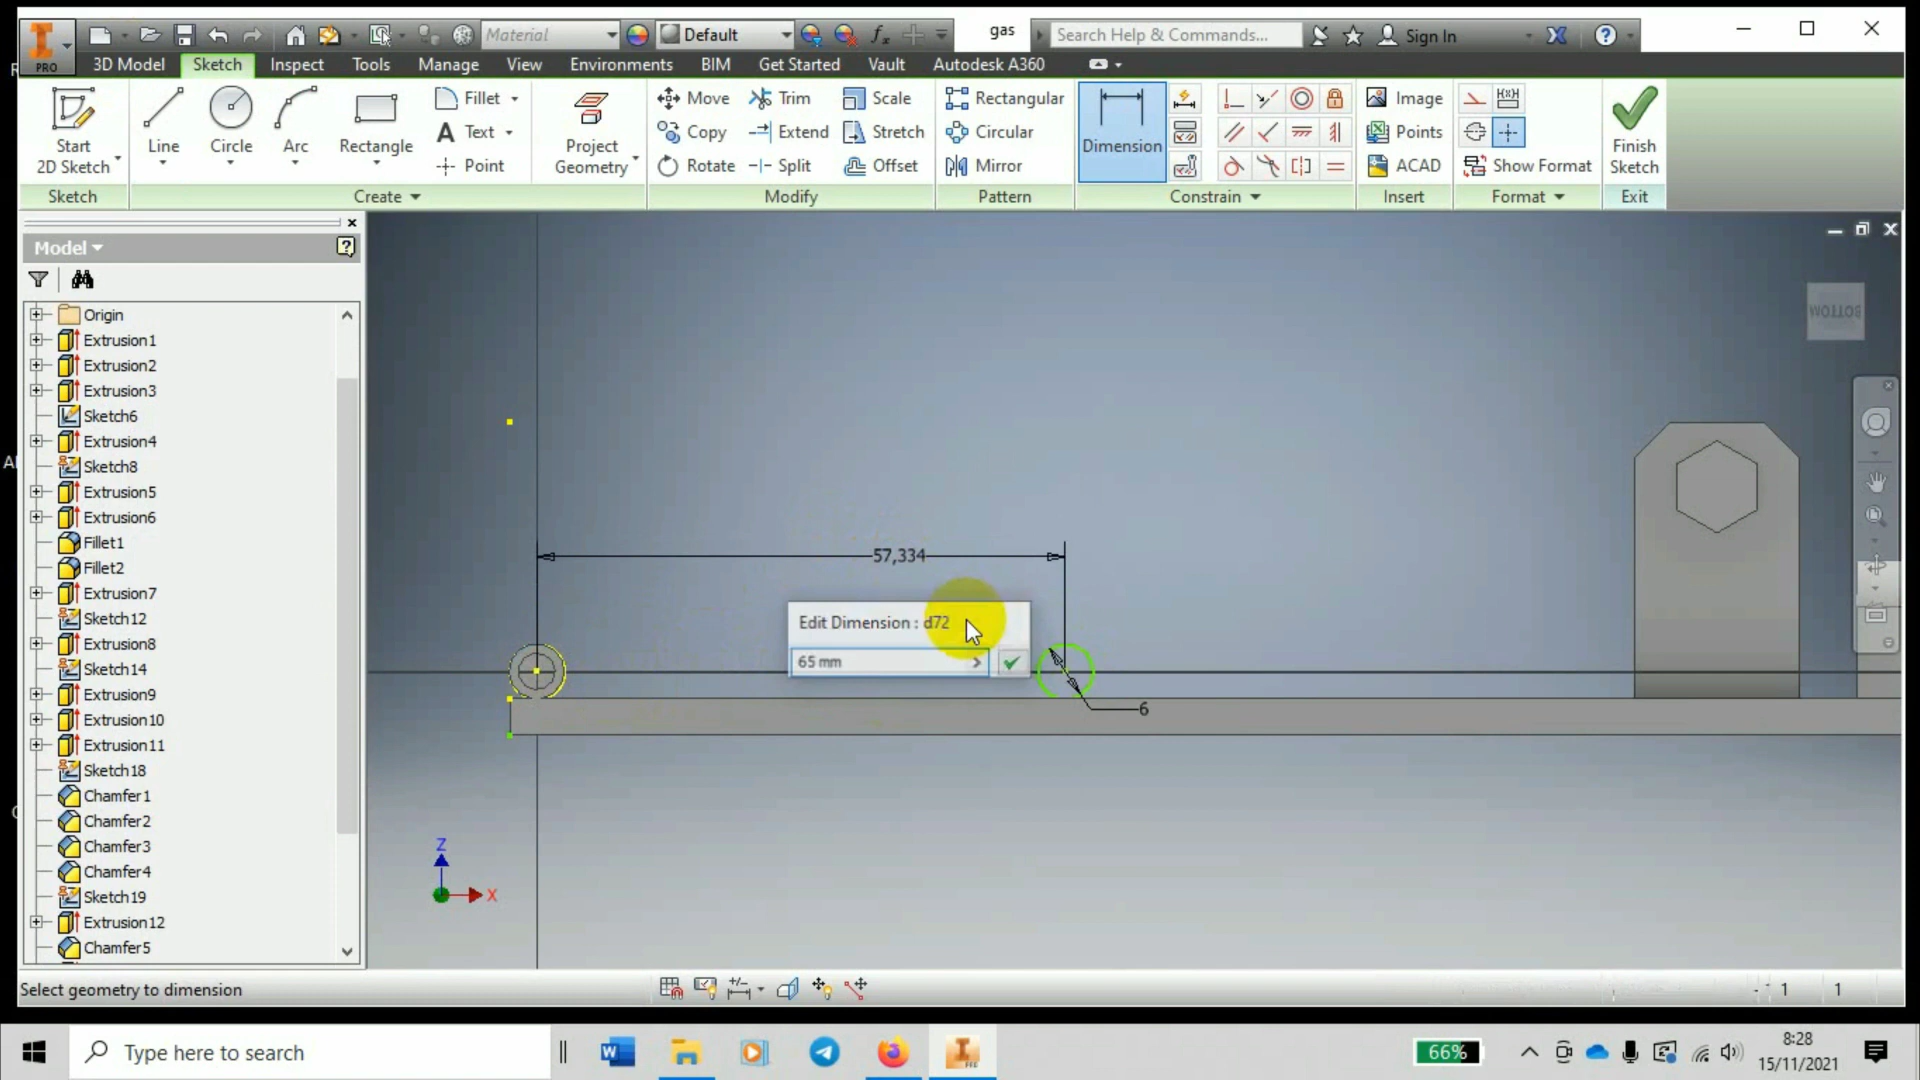 Material
Default
gas
Search Help & Commands...
Sign In
PRO
3D Model
Sketch
Inspect
Tools
Manage
View
Environments
BIM
Get Started
Vault
Autodesk A360
Start
2D Sketch
Line
Circle
Arc
Rectangle
Fillet
Text
Point
Project
Geometry
Move
Copy
Rotate
Trim
Extend
Split
Scale
Stretch
Offset
Rectangular
Circular
Mirror
Dimension
Image
Points
ACAD
Show Format
Finish
Sketch
Sketch
Create
Modify
Pattern
Constrain
Insert
Format
Exit
Model
Origin
Extrusion1
Extrusion2
Extrusion3
Sketch6
Extrusion4
Sketch8
Extrusion5
Extrusion6
Fillet1
Fillet2
Extrusion7
Sketch12
Extrusion8
Sketch14
Extrusion9
Extrusion10
Extrusion11
Sketch18
Chamfer1
Chamfer2
Chamfer3
Chamfer4
Sketch19
Extrusion12
Chamfer5
BOTTOM
57,334
Edit Dimension : d72
65 mm
6
Z
X
Select geometry to dimension
1
1
Type here to search
66%
8:28
15/11/2021